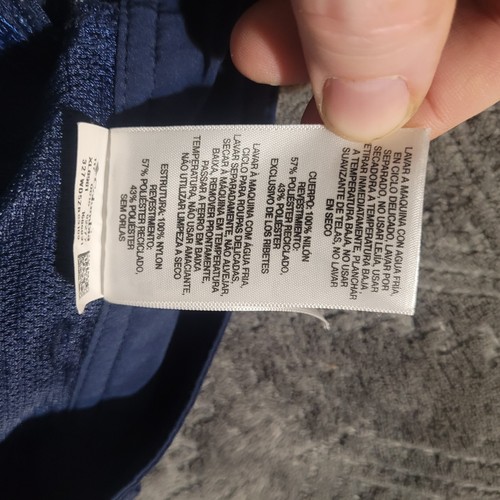 LAVAR A MÁQUINA CON AGUA FRIA,
EN CICLO DELICADO. LAVAR POR
SEPARADO. NO USAR LEJÍA. USAR
SECADORA A TEMPERATURA BAJA.
ETIRAR INMEDIATAMENTE. PLANCHAR
A BAJA. NO USAR
SUAVIZANTE DE TELAS, NO LAVAR
EN SECO
CUERPO: 100% NILÓN
REVESTIMENTO:
57% POLIÉSTER RECICLADO,
43% POLIÉSTER
EXCLUSIVO DE LOS RIBETES
LAVAR À MÁQUINA COM ÁGUA FRIA,
CICLO PARA ROUPAS DELICADAS.
LAVAR SEPARADAMENTE. NÃO ALVEJAR.
SECAR À MÁQUINA EM TEMPERATURA
BAIXA. REMOVER PRONTAMENTE.
PASSAR A FERRO EM BAIXA
TEMPERATURA, NÃO USAR AMACIANTE,
NÃO UTILIZAR LIMPEZA A SECO
ESTRUTURA: 100% NYLON
REVESTIMENTO:
57% POLIÉSTER RECICLADO,
43% POLIÉSTER
SEM ORLAS